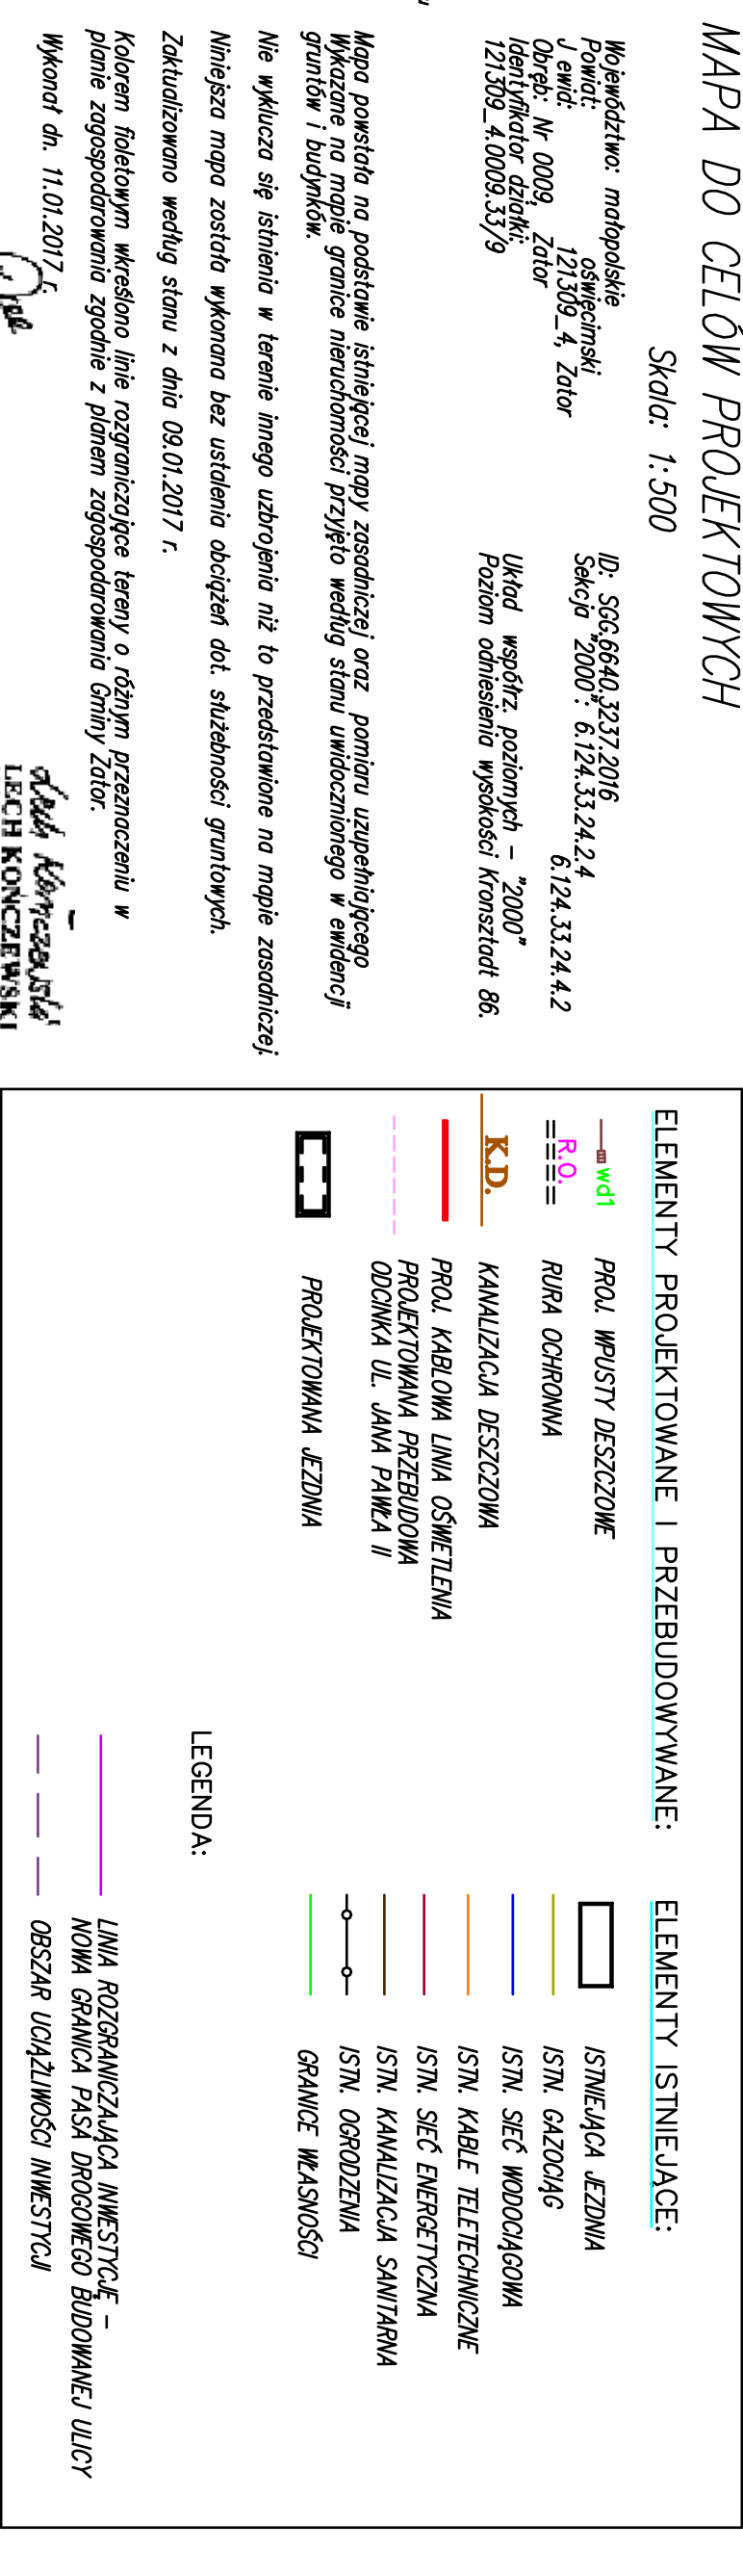 MAPA DO CELÓW PROJEKTOWYCH
Skala: 1:500
Województwo: małopolskie
Powiat: oświęcimski
J ewid: 121309_4, Zator
Obręb: Nr 0009, Zator
Identyfikator działki:
121309_4.0009.33/9
ID: SGG.6640.3237.2016
Sekcja "2000": 6.124.33.24.2.4
6.124.33.24.4.2
Układ współrz. poziomych - "2000"
Poziom odniesienia wysokości Kronsztadt 86.
Mapa powstała na podstawie istniejącej mapy zasadniczej oraz pomiaru uzupełniającego
Wykazane na mapie granice nieruchomości przyjęto według stanu uwidocznionego w ewidencji
gruntów i budynków.
Nie wyklucza się istnienia w terenie innego uzbrojenia niż to przedstawione na mapie zasadniczej.
Niniejsza mapa została wykonana bez ustalenia obciążeń dot. służebności gruntowych.
Zaktualizowano według stanu z dnia 09.01.2017 r.
Kolorem fioletowym wkreślono linie rozgraniczające tereny o różnym przeznaczeniu w
planie zagospodarowania zgodnie z planem zagospodarowania Gminy Zator.
Wykonał dn. 11.01.2017 r.
LECH KOŃCZEWSKI
ELEMENTY PROJEKTOWANE I PRZEBUDOWYWANE:
wd1 PROJ. WPUSTY DESZCZOWE
R.O. RURA OCHRONNA
K.D. KANALIZACJA DESZCZOWA
PROJ. KABLOWA LINIA OŚWIETLENIA
PROJEKTOWANA PRZEBUDOWA
ODCINKA UL. JANA PAWŁA II
PROJEKTOWANA JEZDNIA
ELEMENTY ISTNIEJĄCE:
ISTNIEJĄCA JEZDNIA
ISTN. GAZOCIĄG
ISTN. SIEĆ WODOCIĄGOWA
ISTN. KABLE TELETECHNICZNE
ISTN. SIEĆ ENERGETYCZNA
ISTN. KANALIZACJA SANITARNA
ISTN. OGRODZENIA
GRANICE WŁASNOŚCI
LEGENDA:
LINIA ROZGRANICZAJĄCA INWESTYCJĘ -
NOWA GRANICA PASA DROGOWEGO BUDOWANEJ ULICY
OBSZAR UCIĄŻLIWOŚCI INWESTYCJI